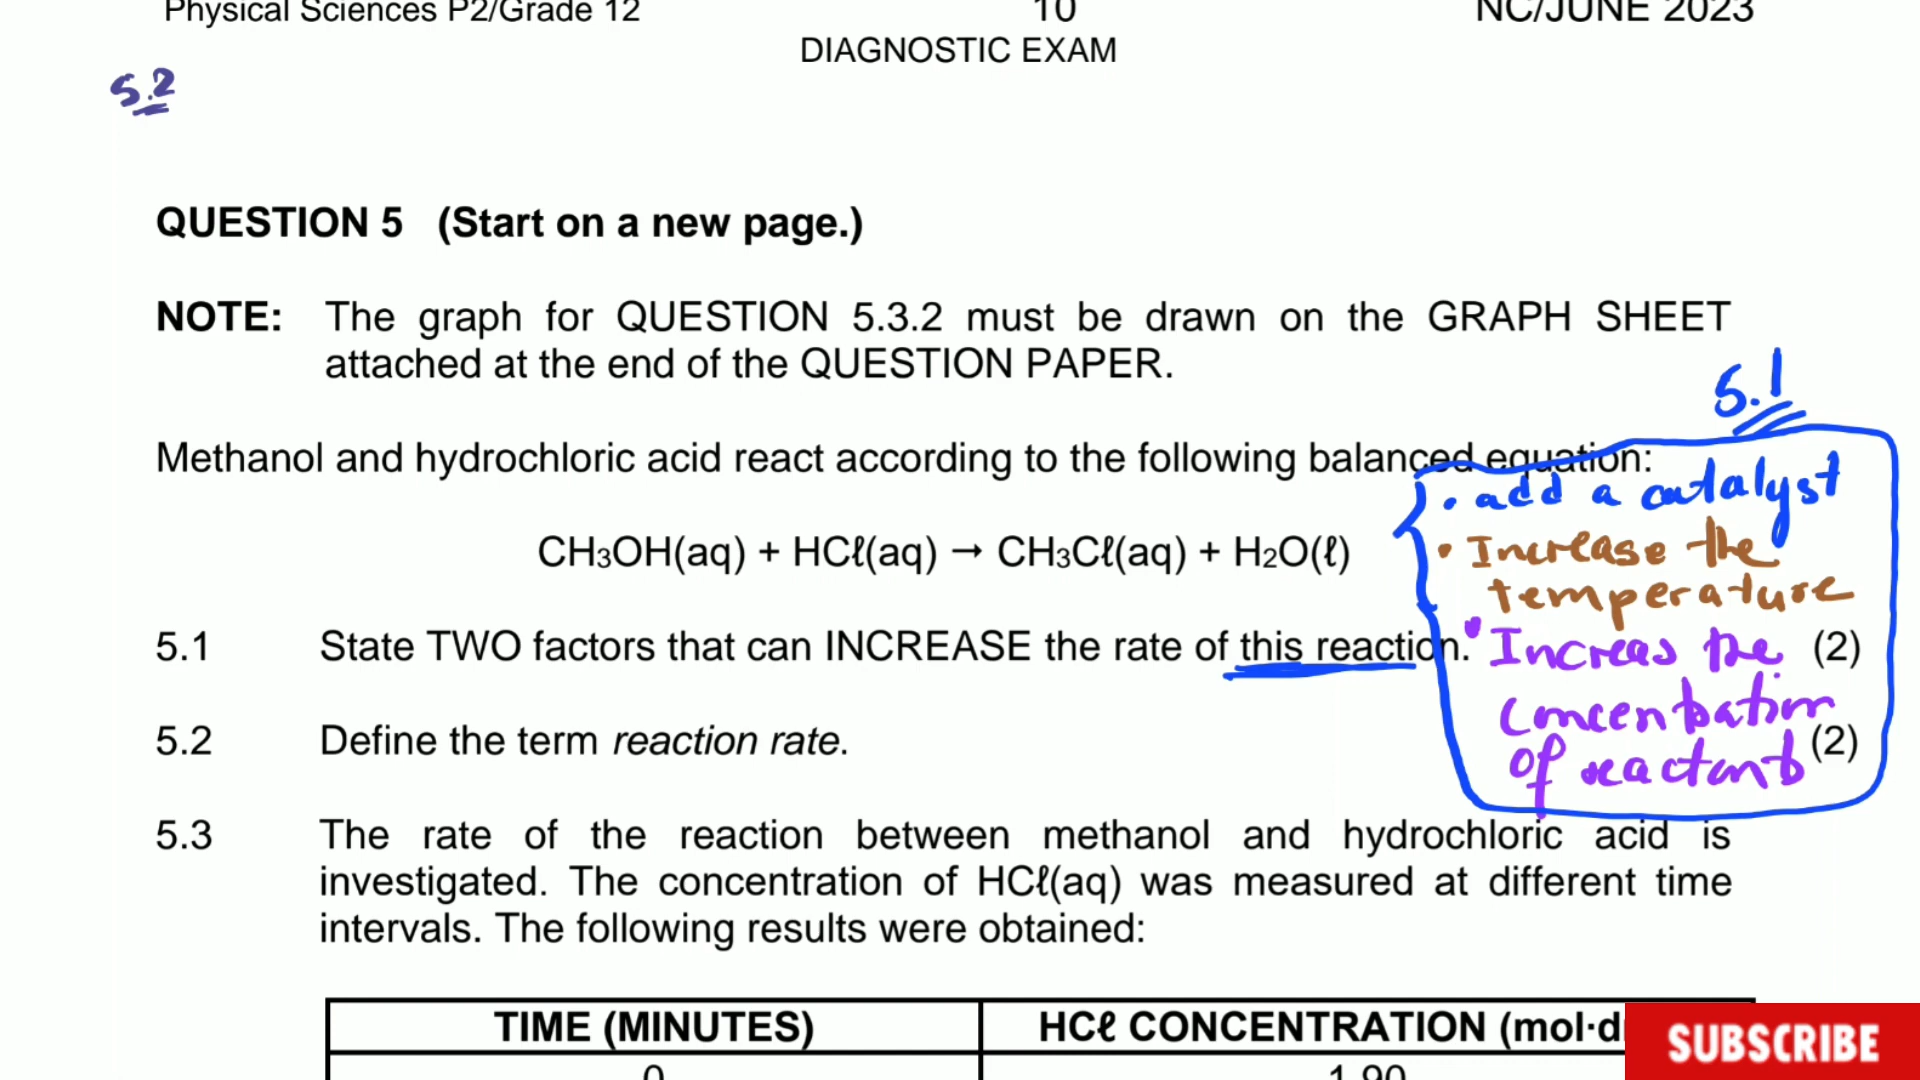 Physical Sciences P2/Grade 12 10 NC/JUNE 2023
DIAGNOSTIC EXAM
5.2
QUESTION 5 (Start on a new page.)
NOTE: The graph for QUESTION 5.3.2 must be drawn on the GRAPH SHEET
attached at the end of the QUESTION PAPER.
5.1
Methanol and hydrochloric acid react according to the following balanced equation:
• add a catalyst
CH3OH(aq) + HCℓ(aq) → CH3Cℓ(aq) + H2O(ℓ)
• Increase the
temperature
5.1 State TWO factors that can INCREASE the rate of this reaction. (2)
• Increas the
concentration
of reactants
5.2 Define the term reaction rate. (2)
5.3 The rate of the reaction between methanol and hydrochloric acid is
investigated. The concentration of HCℓ(aq) was measured at different time
intervals. The following results were obtained:
TIME (MINUTES) HCℓ CONCENTRATION (mol·d
0 1,90
SUBSCRIBE